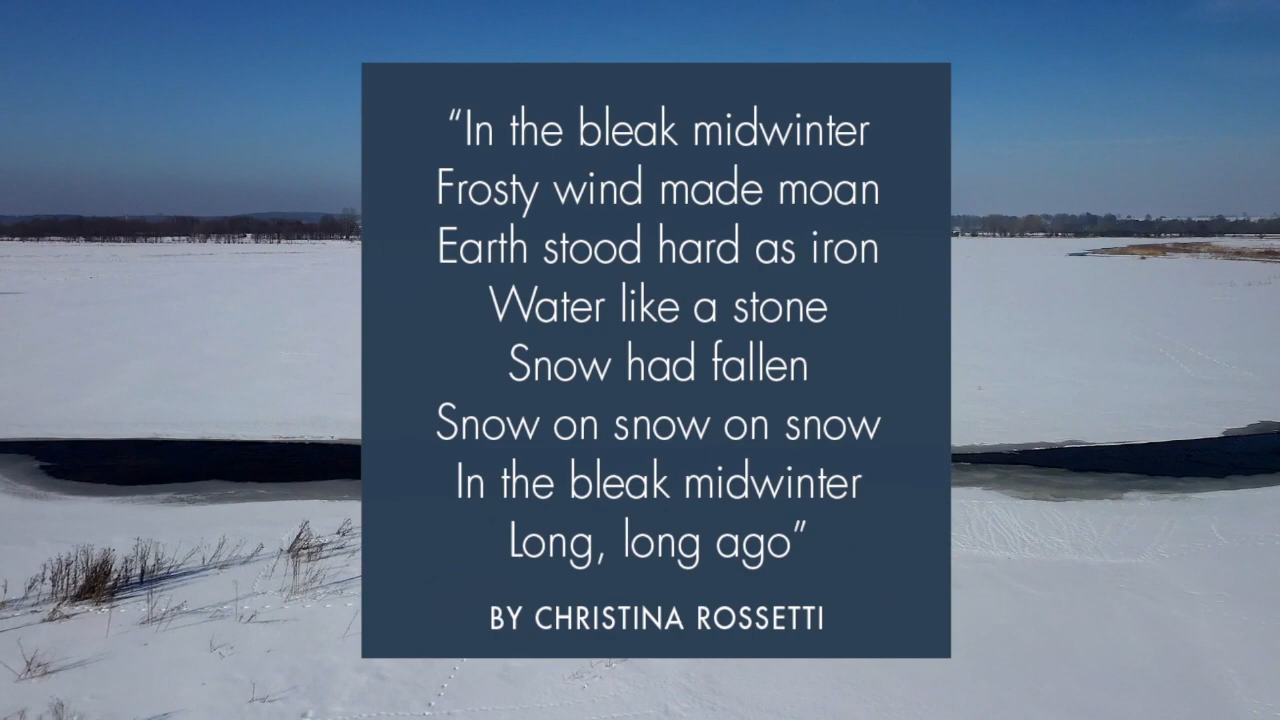 “In the bleak midwinter
Frosty wind made moan
Earth stood hard as iron
Water like a stone
Snow had fallen
Snow on snow on snow
In the bleak midwinter
Long, long ago”
BY CHRISTINA ROSSETTI